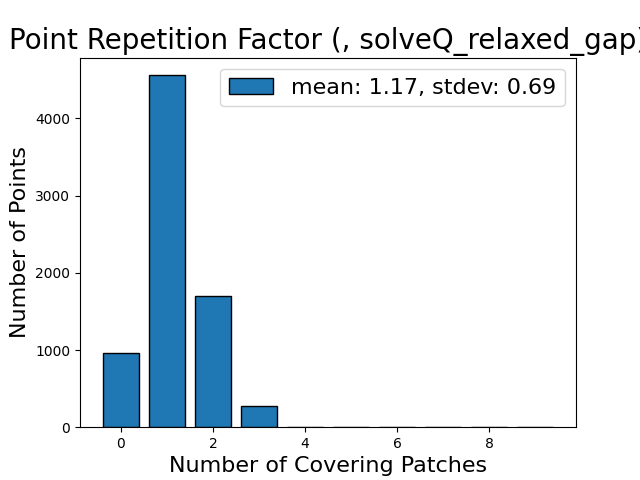 Point Repetition Factor (, solveQ_relaxed_gap)
mean: 1.17, stdev: 0.69
Number of Points
4000
3000
2000
1000
0
0 2 4 6 8
Number of Covering Patches